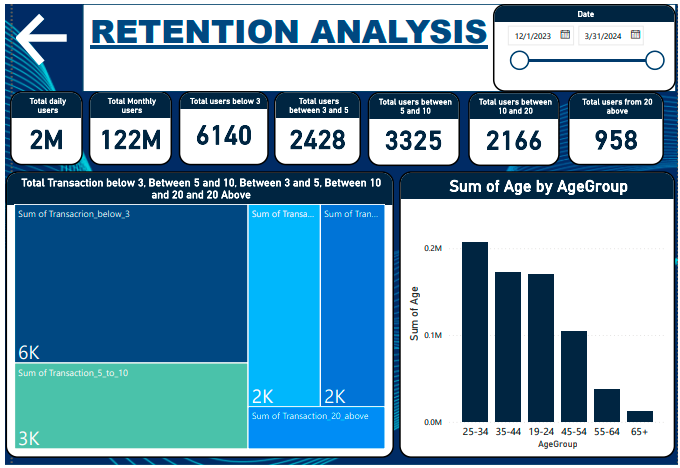 RETENTION ANALYSIS
Date
12/1/2023
3/31/2024
Total daily
users
2M
Total Monthly
users
122M
Total users below 3
6140
Total users
between 3 and 5
2428
Total users between
5 and 10
3325
Total users between
10 and 20
2166
Total users from 20
above
958
Total Transaction below 3, Between 5 and 10, Between 3 and 5, Between 10
and 20 and 20 Above
Sum of Transacrion_below_3
6K
Sum of Transaction_5_to_10
3K
Sum of Transa...
2K
Sum of Tran...
2K
Sum of Transaction_20_above
Sum of Age by AgeGroup
Sum of Age
0.2M
0.1M
0.0M
25-34 35-44 19-24 45-54 55-64 65+
AgeGroup